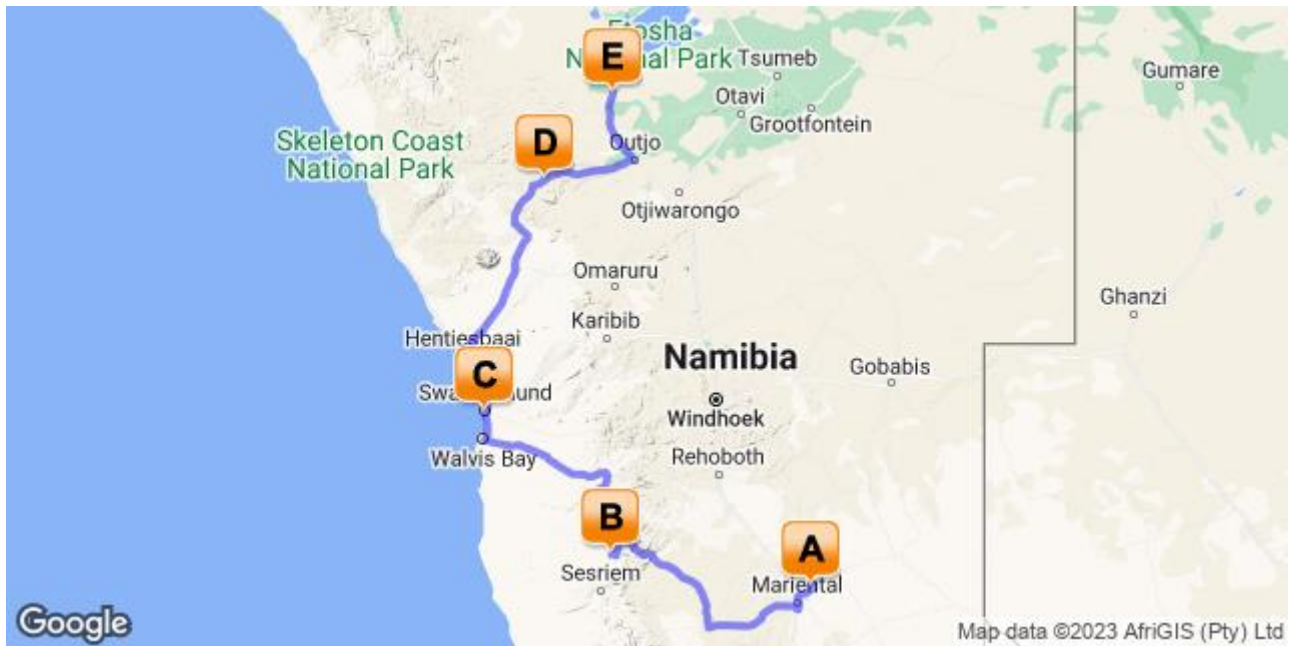 Etosha
National Park
E
Tsumeb
Gumare
Otavi
Grootfontein
Skeleton Coast
National Park
D
Outjo
Otjiwarongo
Omaruru
Ghanzi
Karibib
Hentiesbaai
Namibia
C
Gobabis
Swakopmund
Windhoek
Walvis Bay
Rehoboth
B
A
Sesriem
Mariental
Google
Map data ©2023 AfriGIS (Pty) Ltd